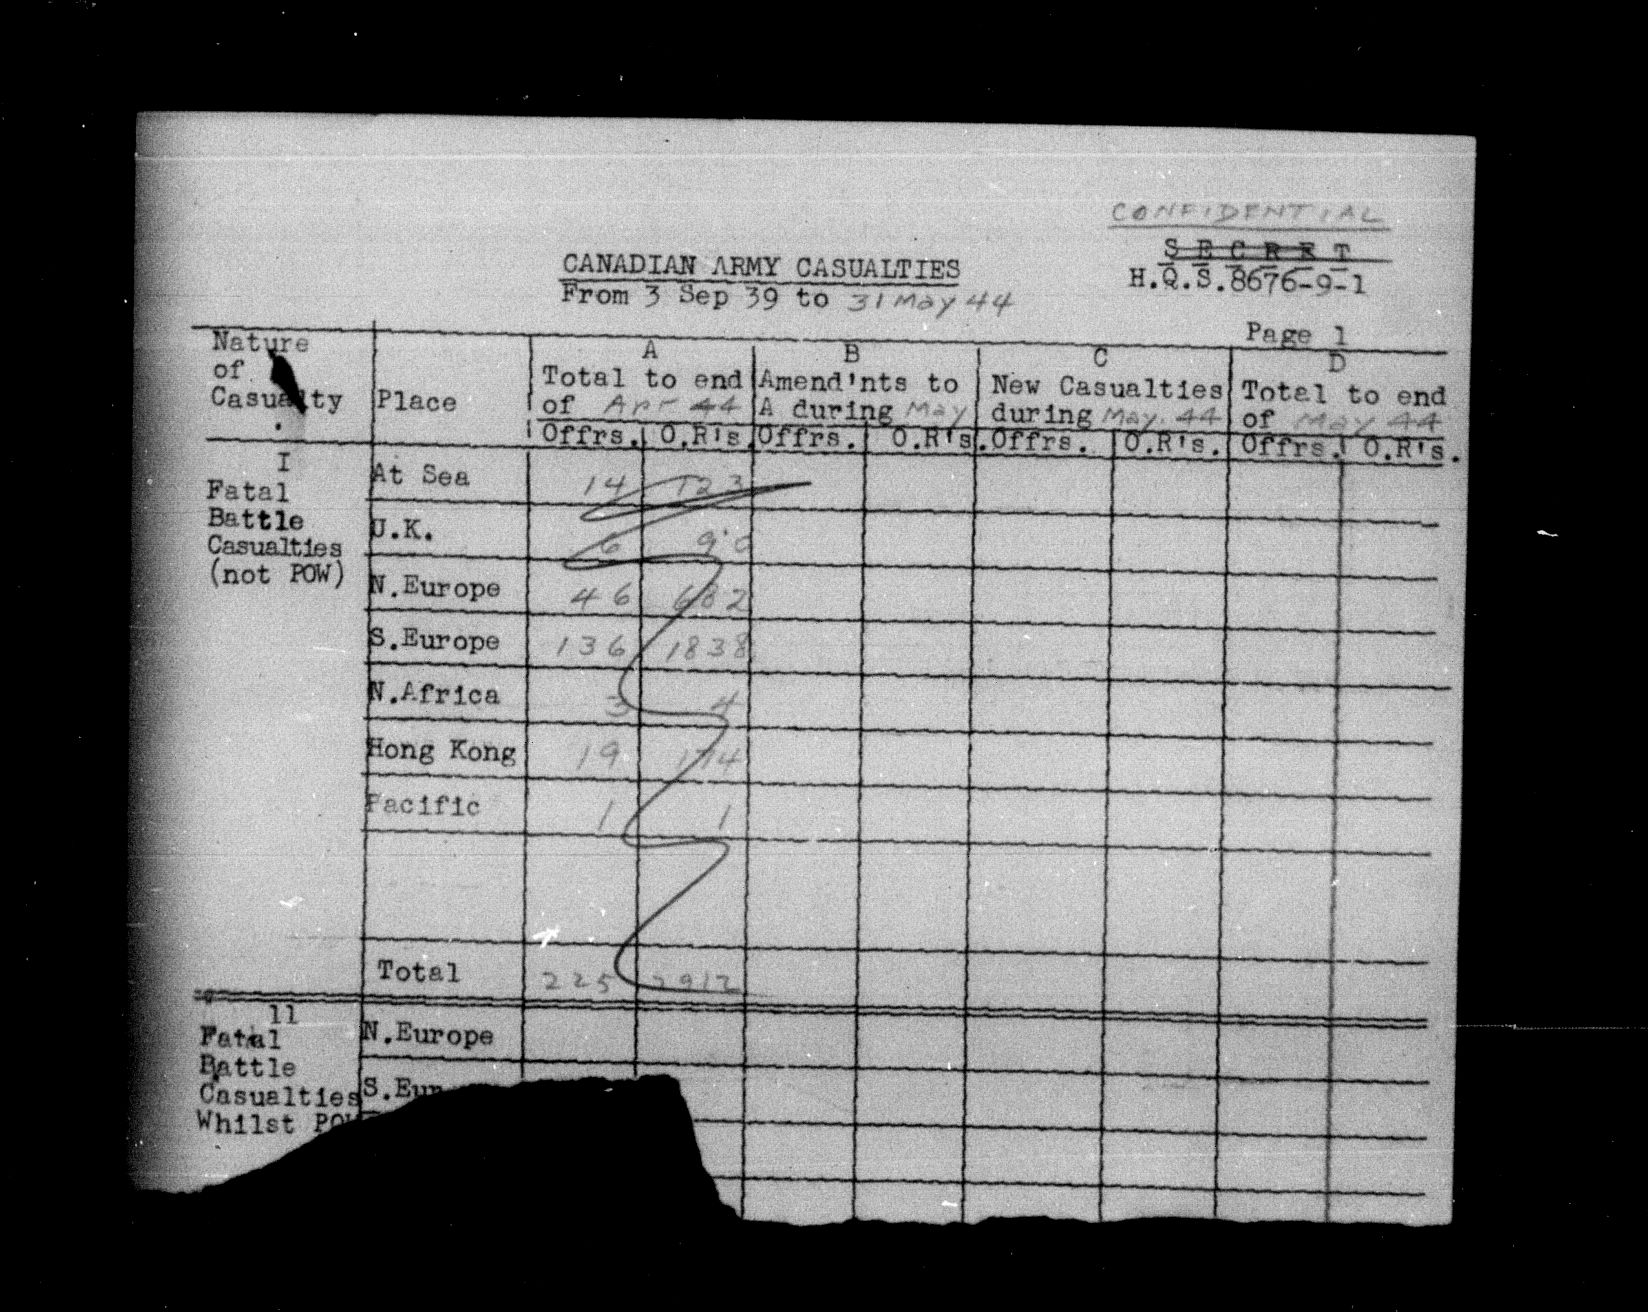 CONFIDENTIAL
SECRET
CANADIAN ARMY CASUALTIES
H.Q.S.8676-9-1
From 3 Sep 39 to 31 May 44
Page 1
Nature of Casualty
Place
A
Total to end of Apr 44
B
Amend'nts to A during May
C
New Casualties during May. 44
D
Total to end of May 44
Offrs. O.R's. Offrs. O.R's. Offrs. O.R's. Offrs. O.R's.
I
Fatal
Battle
Casualties
(not POW)
At Sea 14 123
U.K. 6 90
N.Europe 46 682
S.Europe 136 1838
N.Africa 3 4
Hong Kong 19 174
Pacific 1 1
Total 225 2912
11
Fatal
Battle
Casualties
Whilst POW
N.Europe
S.Eur